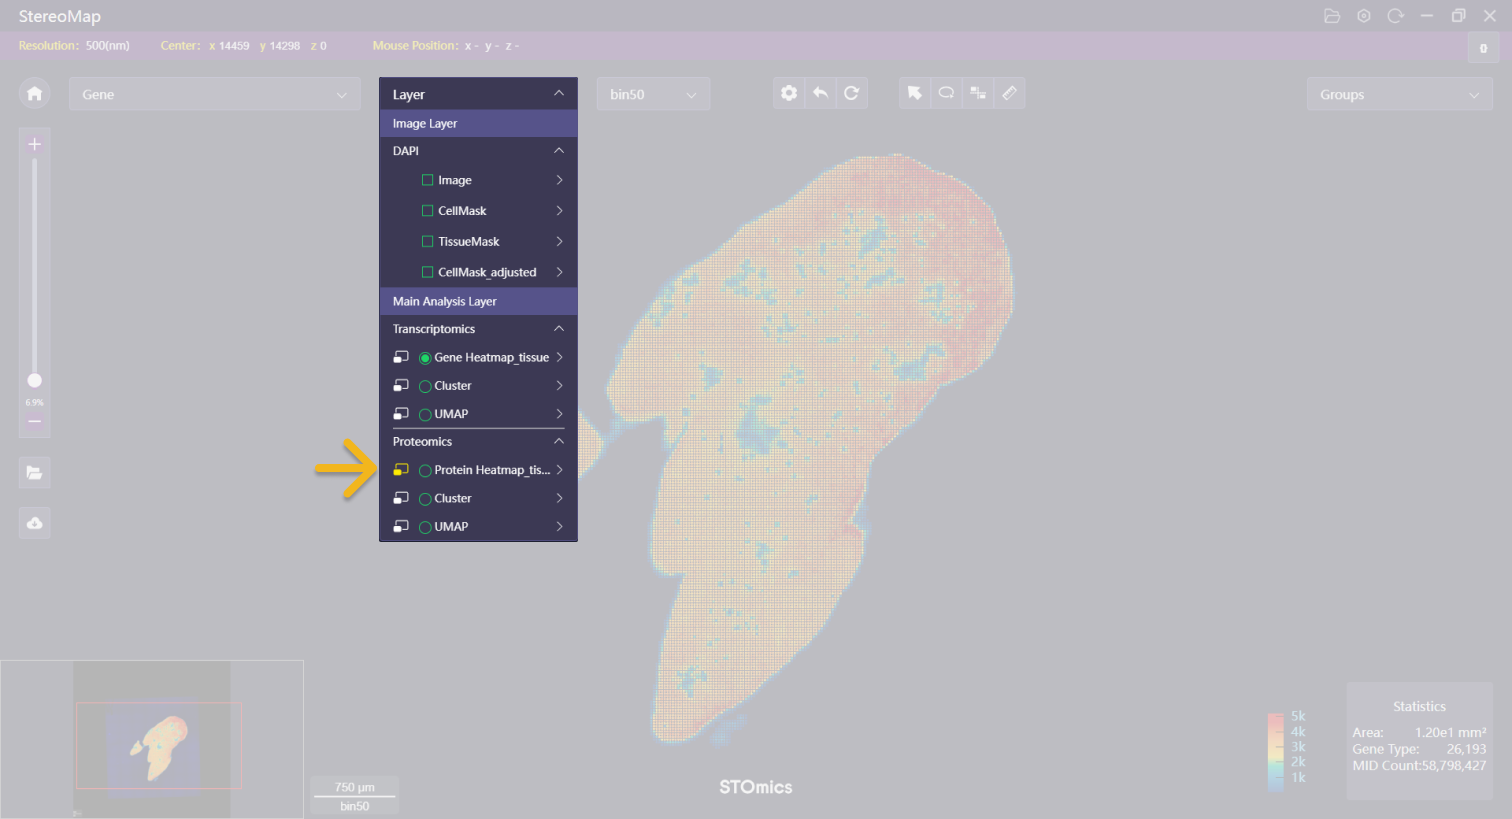 StereoMap
Resolution: 500(nm) Center: x 14459 y 14298 z 0 Mouse Position: x - y - z -
0
Gene
Layer
bin50
Groups
Image Layer
DAPI
Image
CellMask
TissueMask
CellMask_adjusted
Main Analysis Layer
Transcriptomics
Gene Heatmap_tissue
Cluster
UMAP
Proteomics
Protein Heatmap_tis...
Cluster
UMAP
6.9%
750 μm
bin50
STOmics
5k
4k
3k
2k
1k
Statistics
Area: 1.20e1 mm²
Gene Type: 26,193
MID Count:58,798,427